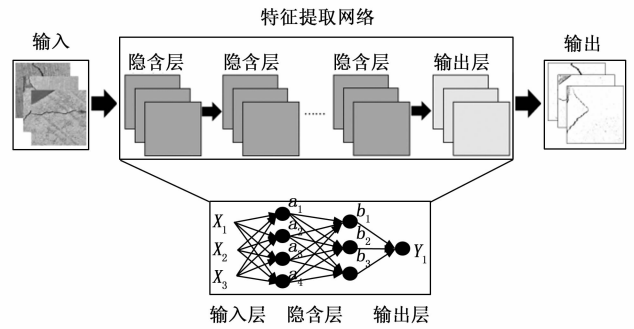 特征提取网络
输入
输出
隐含层 隐含层 隐含层 输出层
……
X1 X2 X3
a1 a2 a3 a4
b1 b2 b3
Y1
输入层 隐含层 输出层